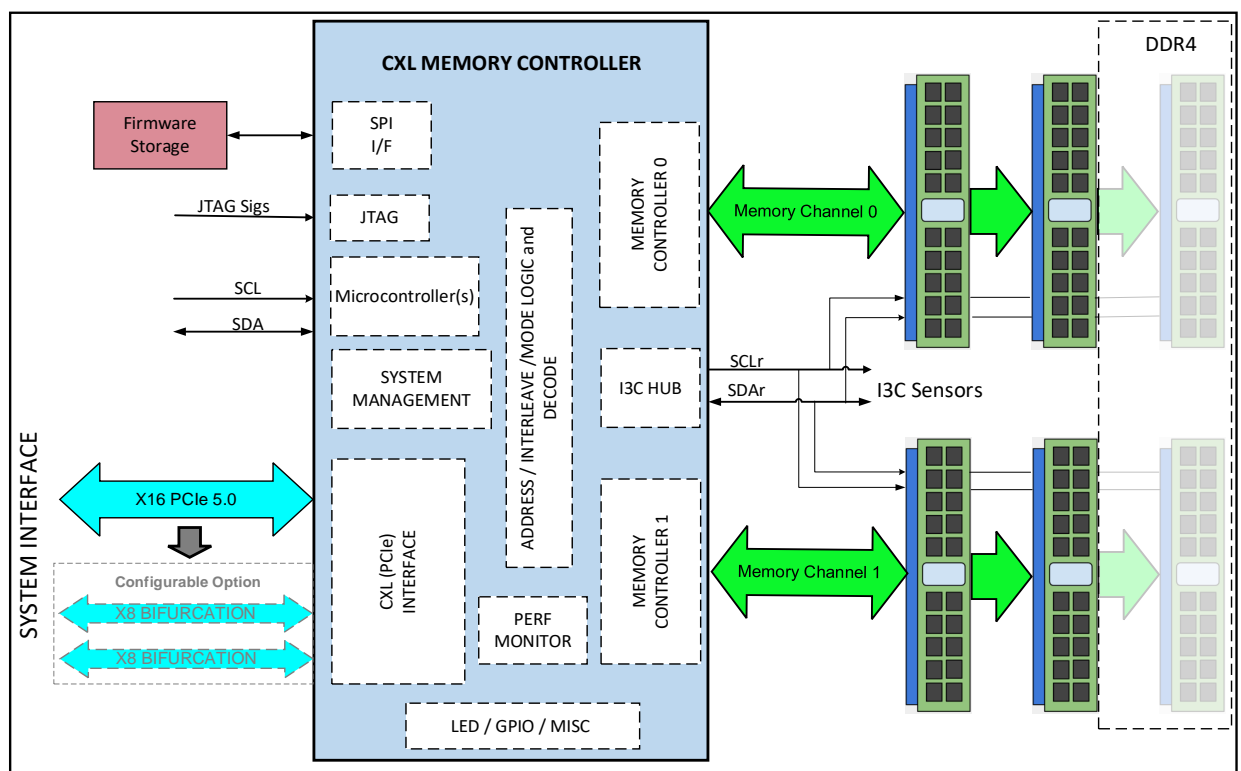 CXL MEMORY CONTROLLER
DDR4
Firmware
Storage
SPI
I/F
JTAG Sigs
JTAG
SCL
SDA
Microcontroller(s)
SYSTEM
MANAGEMENT
ADDRESS / INTERLEAVE /MODE LOGIC and
DECODE
MEMORY
CONTROLLER 0
Memory Channel 0
I3C HUB
SCLr
SDAr
I3C Sensors
SYSTEM INTERFACE
X16 PCIe 5.0
Configurable Option
X8 BIFURCATION
X8 BIFURCATION
CXL (PCIe)
INTERFACE
PERF
MONITOR
MEMORY
CONTROLLER 1
Memory Channel 1
LED / GPIO / MISC